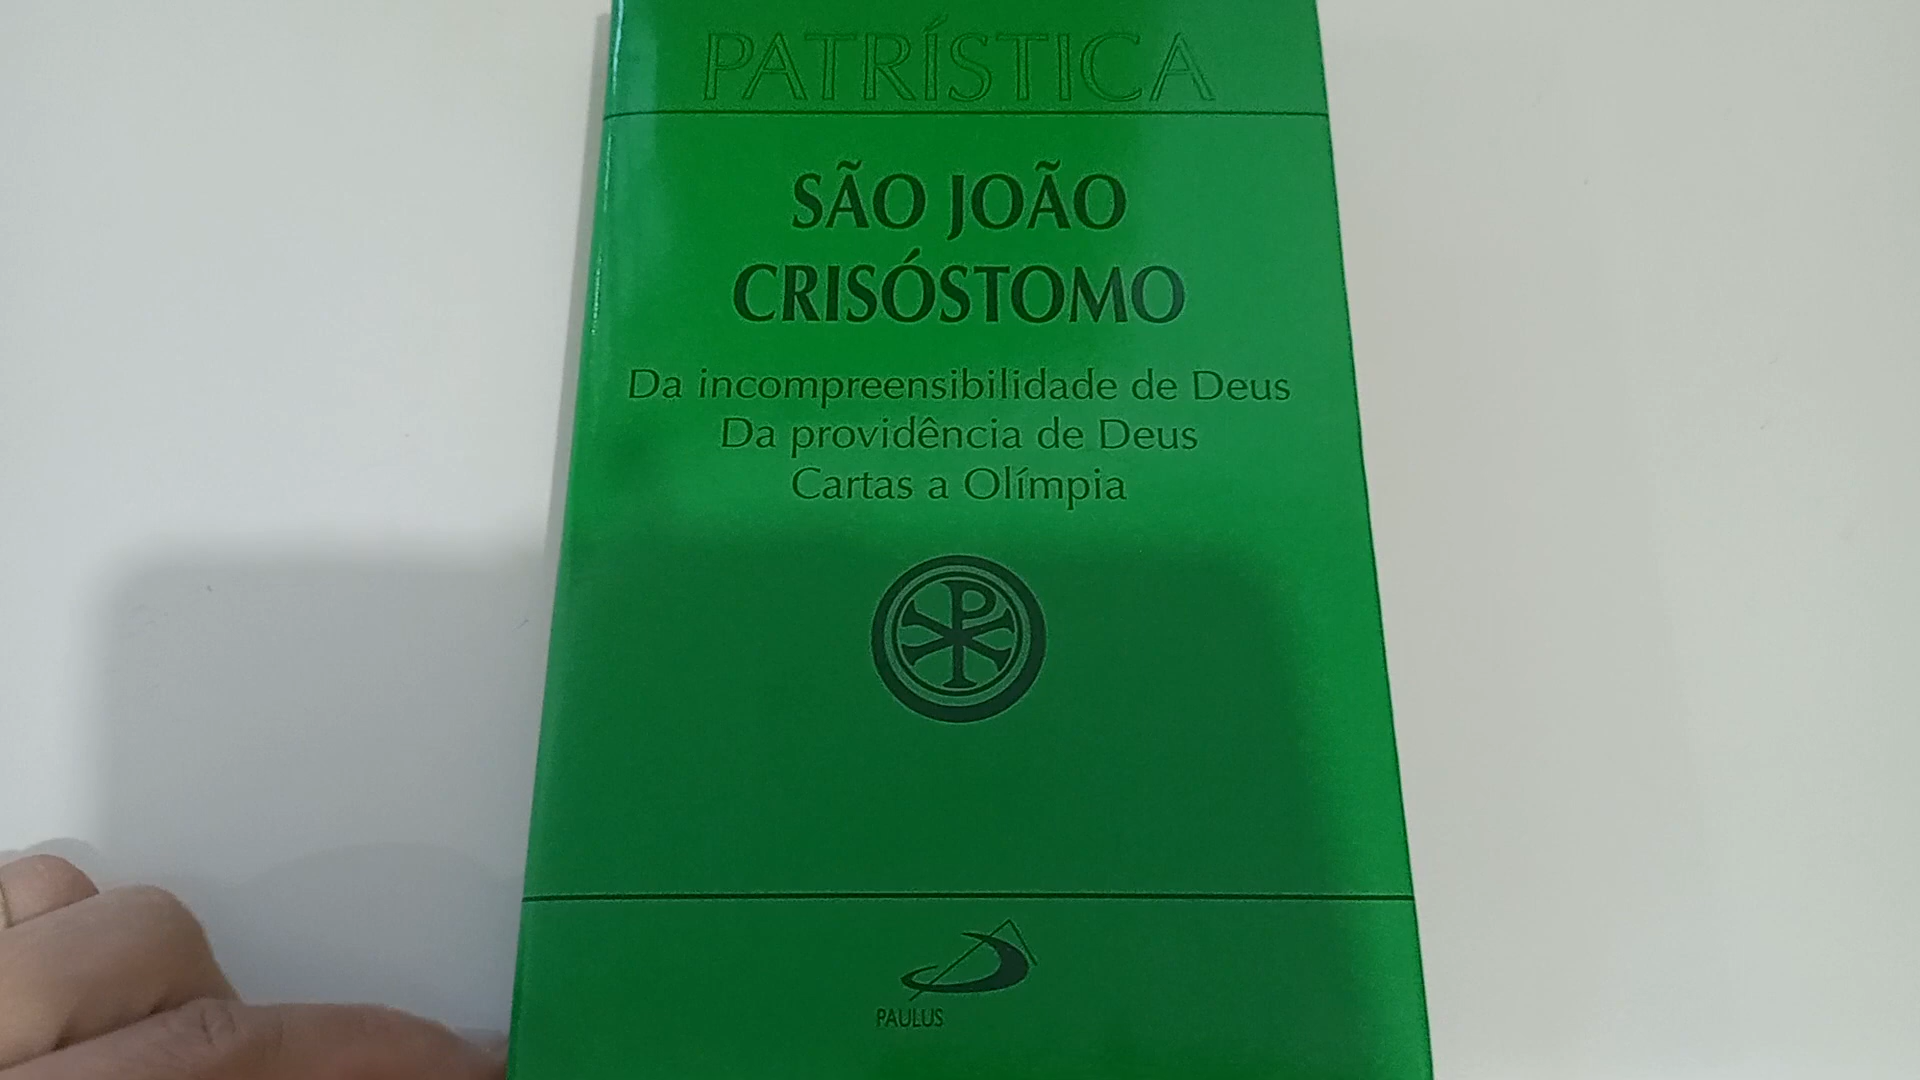 PATRÍSTICA
SÃO JOÃO
CRISÓSTOMO
Da incompreensibilidade de Deus
Da providência de Deus
Cartas a Olímpia
PAULUS